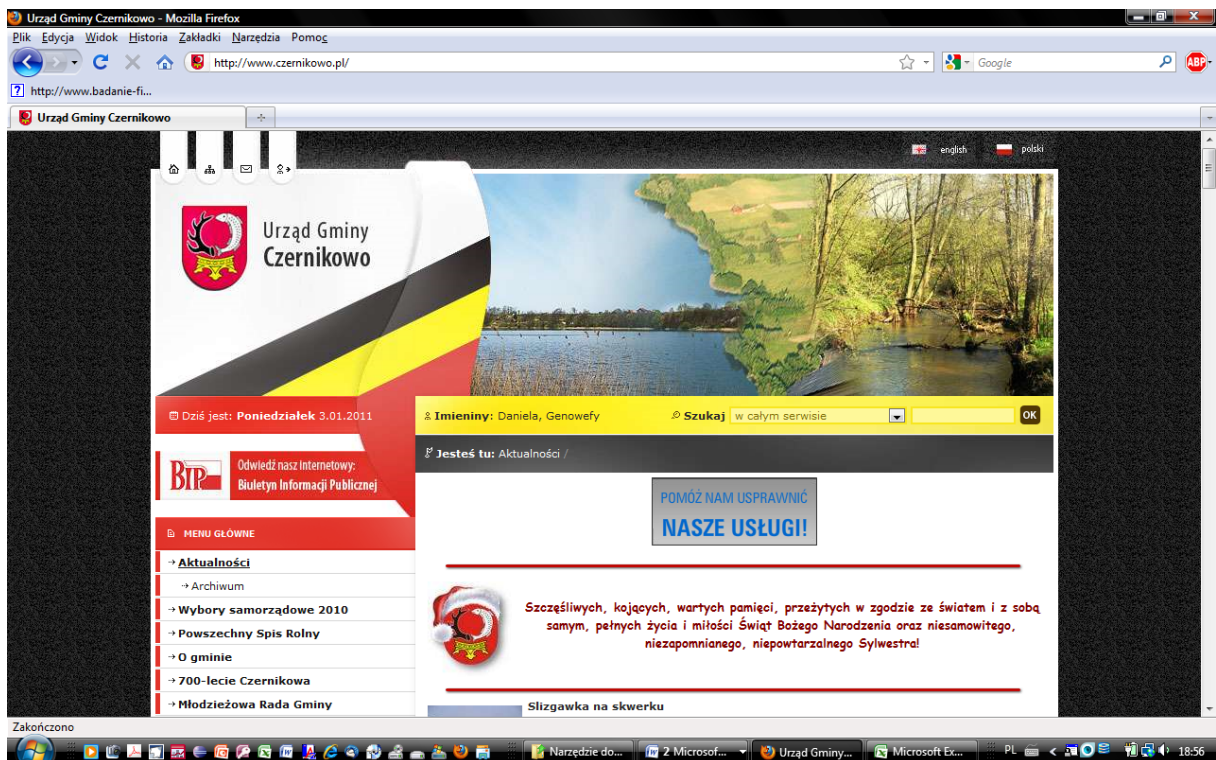 Urząd Gminy Czernikowo - Mozilla Firefox
Plik Edycja Widok Historia Zakładki Narzędzia Pomoc
http://www.czernikowo.pl/
Google
ABP
http://www.badanie-fi...
Urząd Gminy Czernikowo
english polski
Urząd Gminy
Czernikowo
Dziś jest: Poniedziałek 3.01.2011
Imieniny: Daniela, Genowefy
Szukaj w całym serwisie OK
Jesteś tu: Aktualności /
BIP
Odwiedź nasz Internetowy:
Biuletyn Informacji Publicznej
POMÓŻ NAM USPRAWNIĆ
NASZE USŁUGI!
MENU GŁÓWNE
Aktualności
Archiwum
Wybory samorządowe 2010
Powszechny Spis Rolny
O gminie
700-lecie Czernikowa
Młodzieżowa Rada Gminy
Szczęśliwych, kojących, wartych pamięci, przeżytych w zgodzie ze światem i z sobą
samym, pełnych życia i miłości Świąt Bożego Narodzenia oraz niesamowitego,
niezapomnianego, niepowtarzalnego Sylwestra!
Slizgawka na skwerku
Zakończono
Narzędzie do...
2 Microsof...
Urząd Gminy...
Microsoft Ex...
PL
18:56